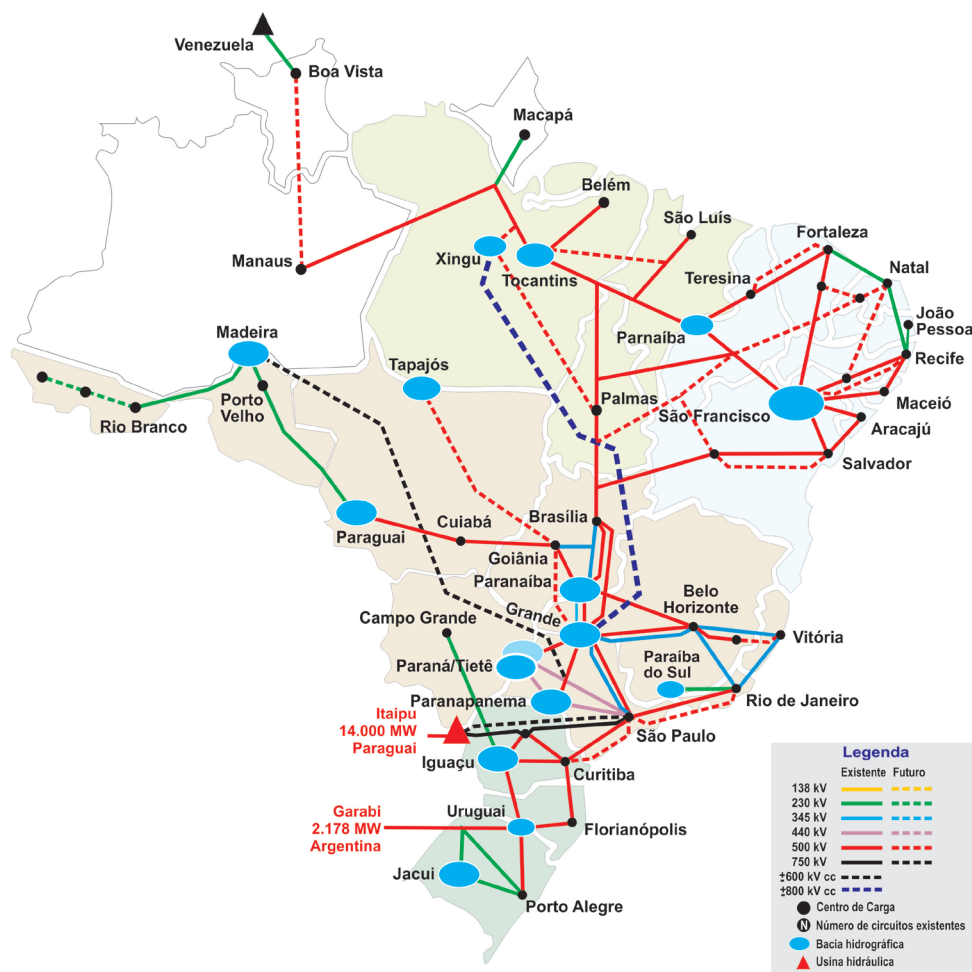 Venezuela
Boa Vista
Macapá
Belém
São Luís
Fortaleza
Manaus
Xingu
Tocantins
Teresina
Natal
João
Pessoa
Madeira
Parnaíba
Recife
Tapajós
Porto
Velho
Rio Branco
Palmas
São Francisco
Maceió
Aracajú
Salvador
Paraguai
Cuiabá
Brasília
Goiânia
Paranaíba
Campo Grande
Grande
Belo
Horizonte
Vitória
Paraná/Tietê
Paraíba
do Sul
Paranapanema
Rio de Janeiro
Itaipu
14.000 MW
Paraguai
São Paulo
Iguaçu
Curitiba
Garabi
2.178 MW
Argentina
Uruguai
Florianópolis
Jacui
Porto Alegre
Legenda
Existente Futuro
138 kV
230 kV
345 kV
440 kV
500 kV
750 kV
±600 kV cc
±800 kV cc
Centro de Carga
N Número de circuitos existentes
Bacia hidrográfica
Usina hidráulica